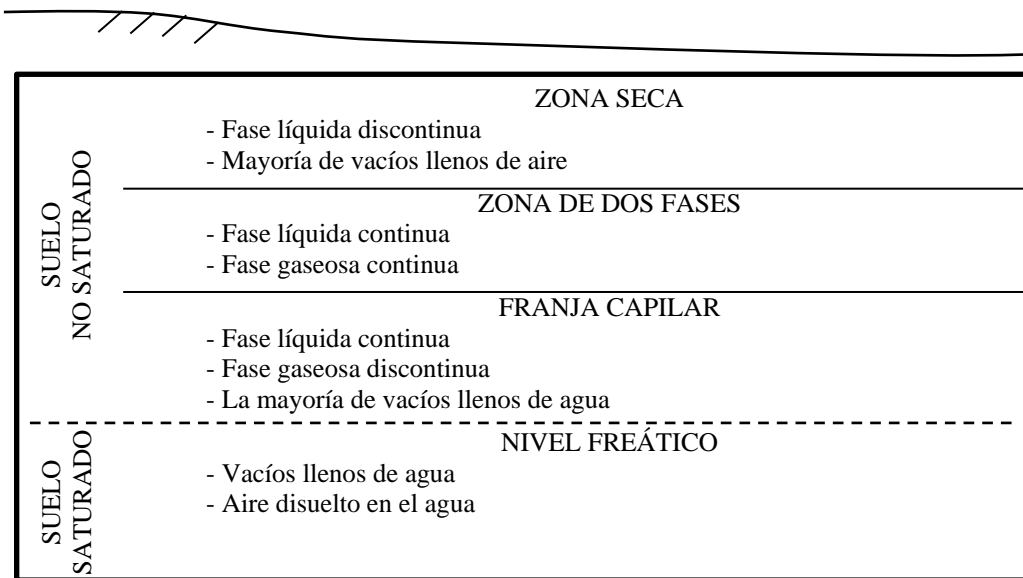 ZONA SECA
- Fase líquida discontinua
- Mayoría de vacíos llenos de aire
ZONA DE DOS FASES
- Fase líquida continua
- Fase gaseosa continua
FRANJA CAPILAR
- Fase líquida continua
- Fase gaseosa discontinua
- La mayoría de vacíos llenos de agua
SUELO
NO SATURADO
NIVEL FREÁTICO
- Vacíos llenos de agua
- Aire disuelto en el agua
SUELO
SATURADO